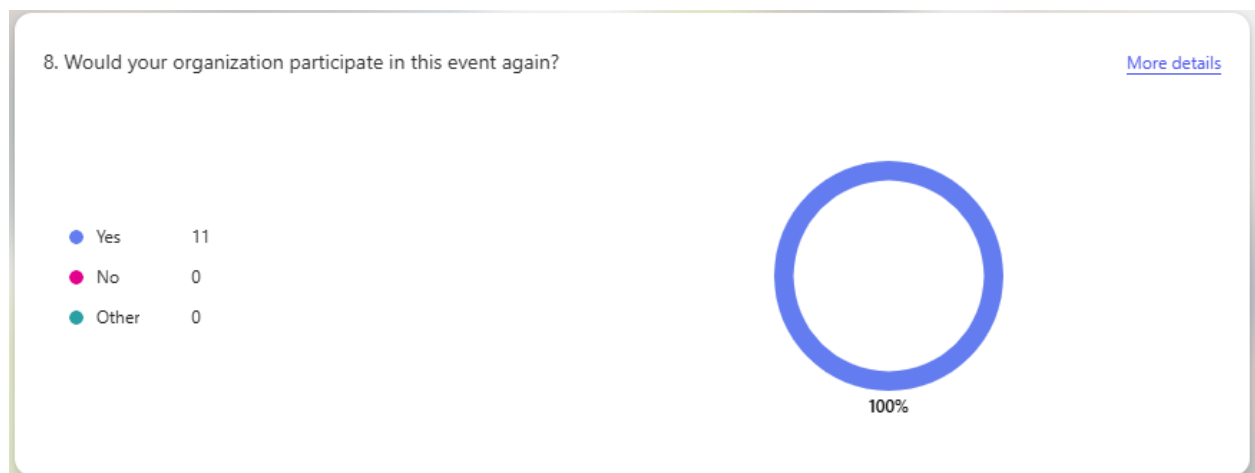 8. Would your organization participate in this event again?
More details
Yes 11
No 0
Other 0
100%